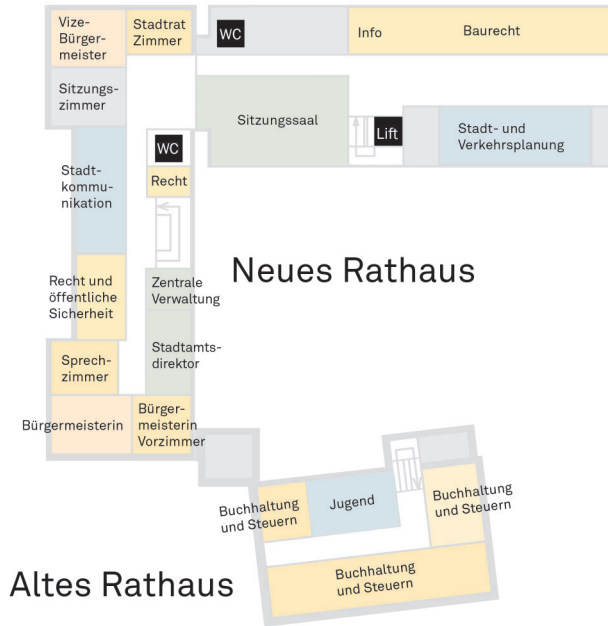 Vize-
Bürger-
meister
Stadtrat
Zimmer
WC
Info
Baurecht
Sitzungs-
zimmer
Sitzungssaal
Lift
Stadt- und
Verkehrsplanung
WC
Stadt-
kommu-
nikation
Recht
Neues Rathaus
Recht und
öffentliche
Sicherheit
Zentrale
Verwaltung
Stadtamts-
direktor
Sprech-
zimmer
Bürgermeisterin
Bürger-
meisterin
Vorzimmer
Buchhaltung
und Steuern
Jugend
Buchhaltung
und Steuern
Buchhaltung
und Steuern
Altes Rathaus